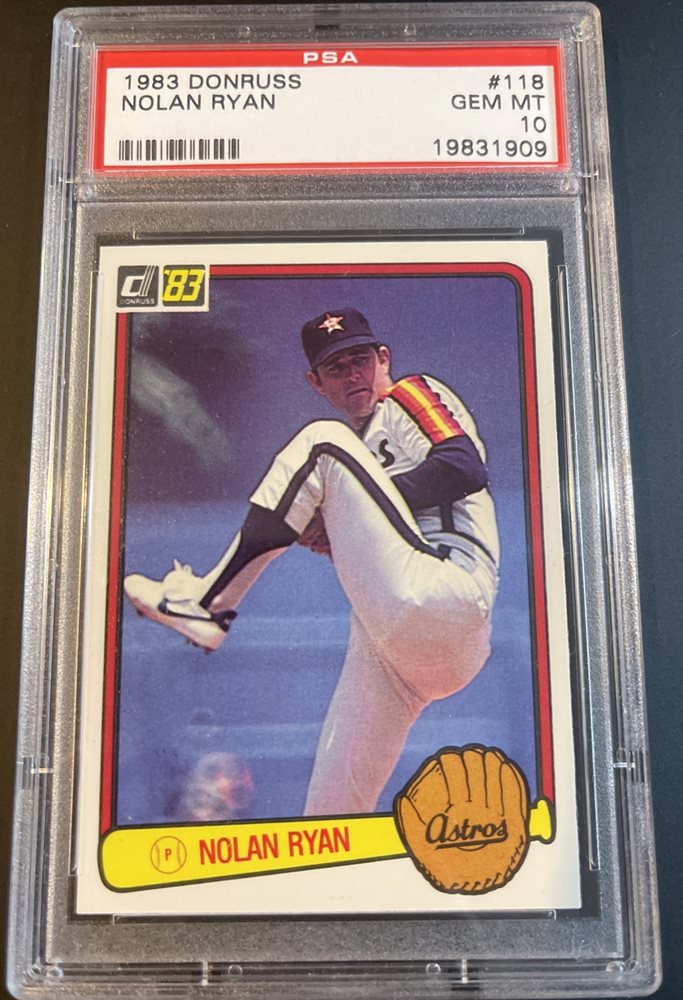 PSA
1983 DONRUSS #118
NOLAN RYAN GEM MT
10
19831909
d '83
DONRUSS
S
P NOLAN RYAN
Astros